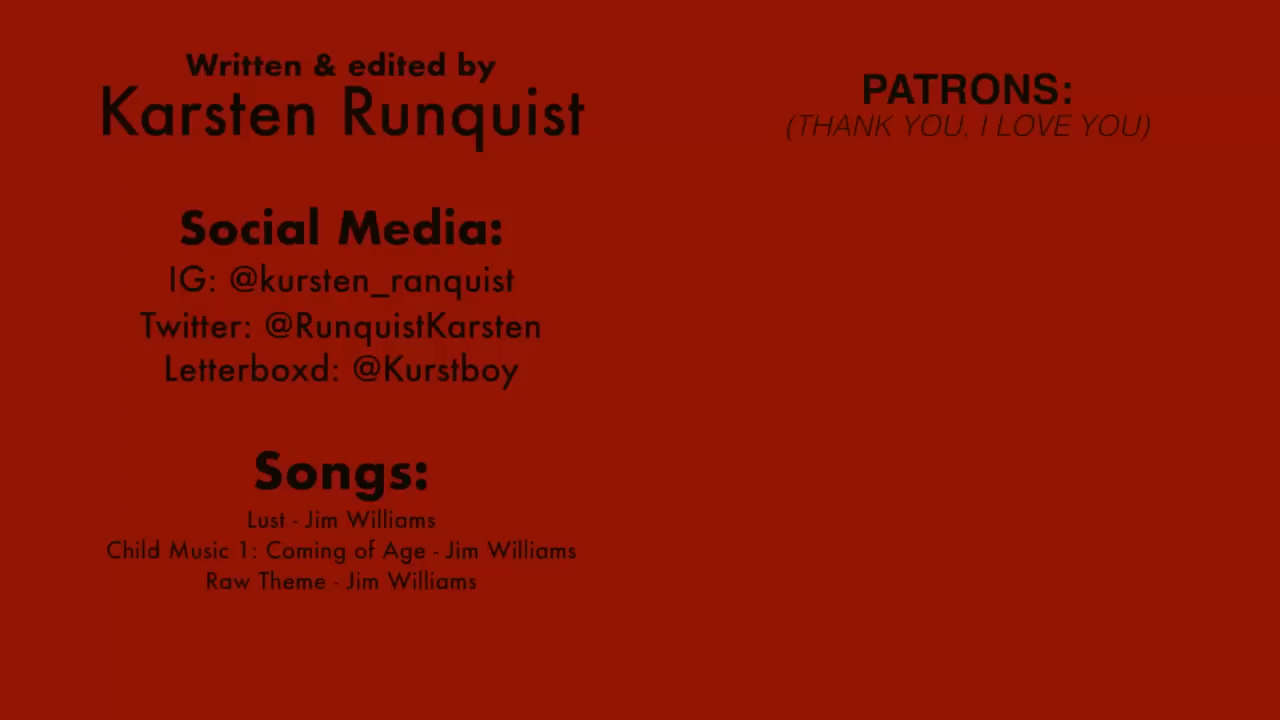 Written & edited by
Karsten Runquist
Social Media:
IG: @kursten_ranquist
Twitter: @RunquistKarsten
Letterboxd: @Kurstboy
Songs:
Lust - Jim Williams
Child Music 1: Coming of Age - Jim Williams
Raw Theme - Jim Williams
PATRONS:
(THANK YOU, I LOVE YOU)